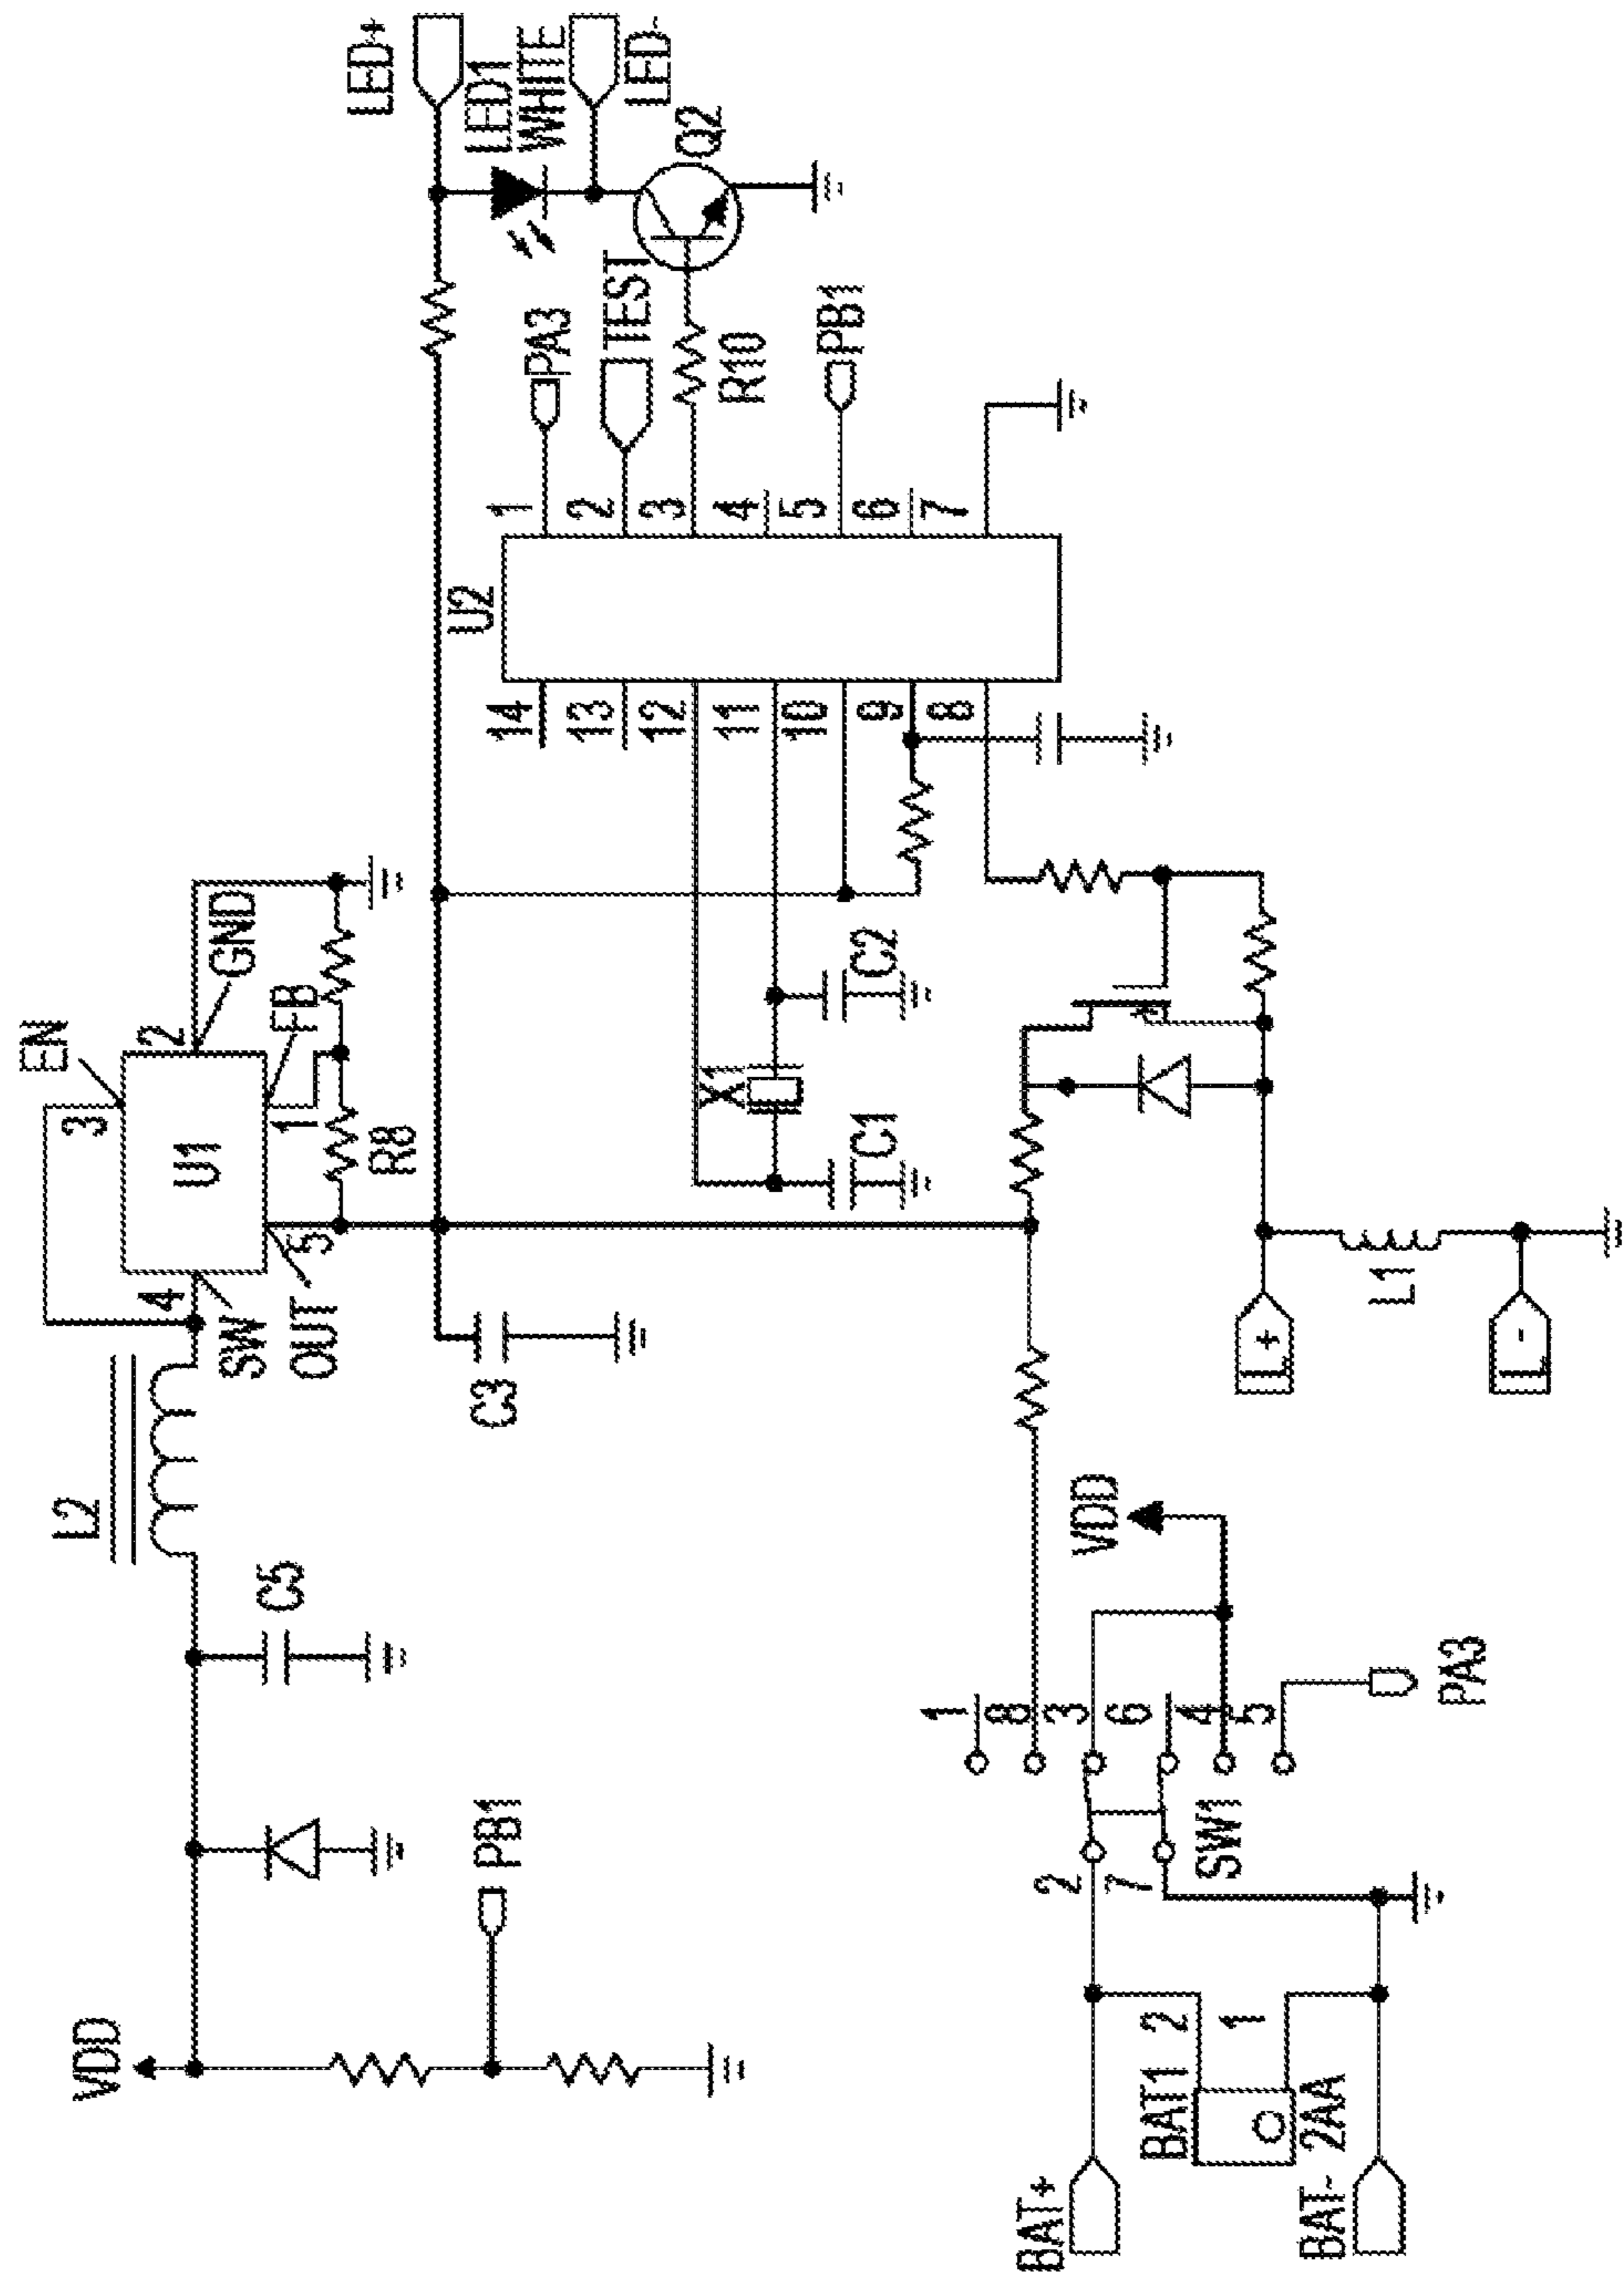 VDD
L2
C5
EN
3
4
U1
2
SW
5
OUT
1
FB
GND
R8
PB1
C3
LED+
LED1
WHITE
LED-
Q2
PA3
TEST
R10
PB1
U2
14
13
12
11
10
9
8
1
2
3
4
5
6
7
X1
C1
C2
BAT+
BAT1
2AA
BAT-
2
1
2
7
SW1
1
8
3
6
4
5
VDD
PA3
L+
L1
L-